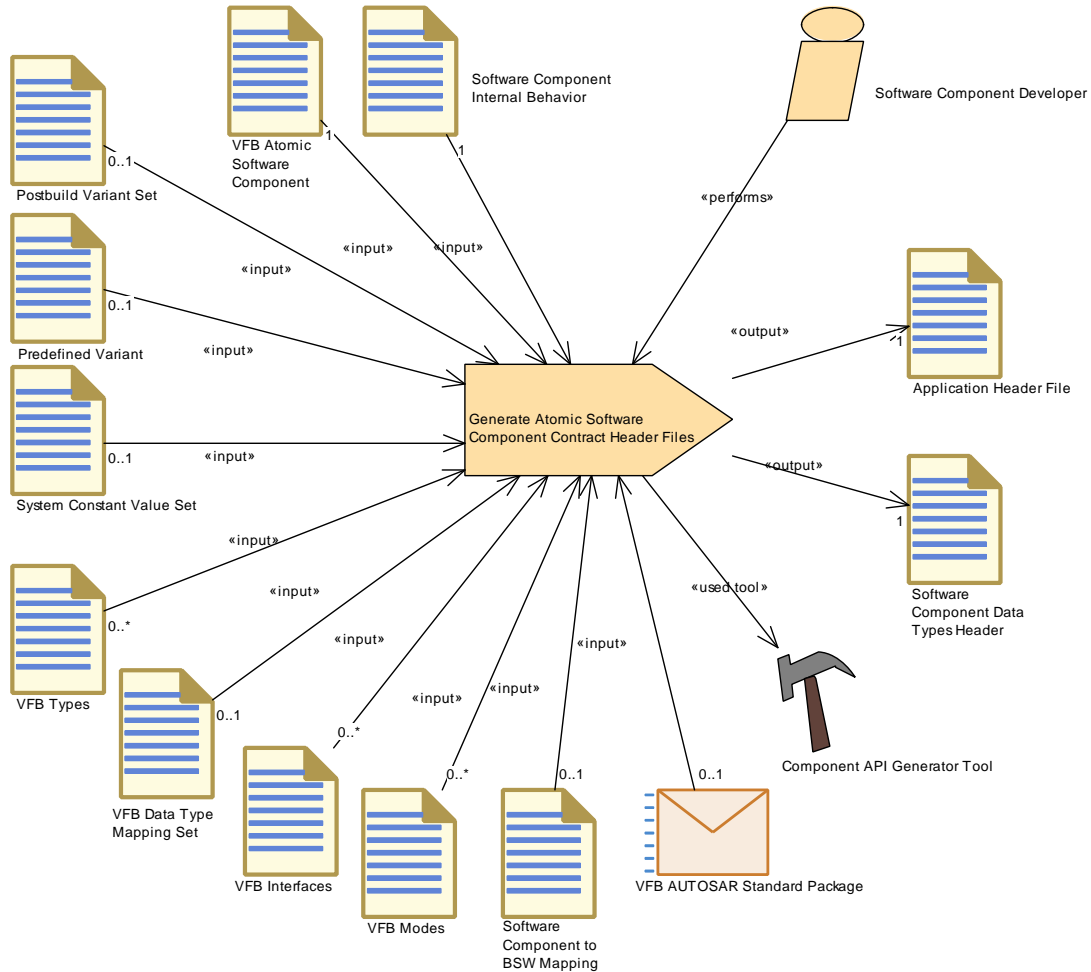 Software Component
Internal Behavior
Software Component Developer
1
VFB Atomic
Software
Component
1
0..1
Postbuild Variant Set
«performs»
«input»
«input»
«input»
0..1
Predefined Variant
«input»
«output»
1
Application Header File
Generate Atomic Software
Component Contract Header Files
0..1
«input»
System Constant Value Set
«output»
1
«input»
0..*
VFB Types
«input»
«used tool»
Software
Component Data
Types Header
«input»
«input»
«input»
«input»
0..1
VFB Data Type
Mapping Set
0..*
VFB Interfaces
0..*
VFB Modes
0..1
Software
Component to
BSW Mapping
0..1
VFB AUTOSAR Standard Package
Component API Generator Tool